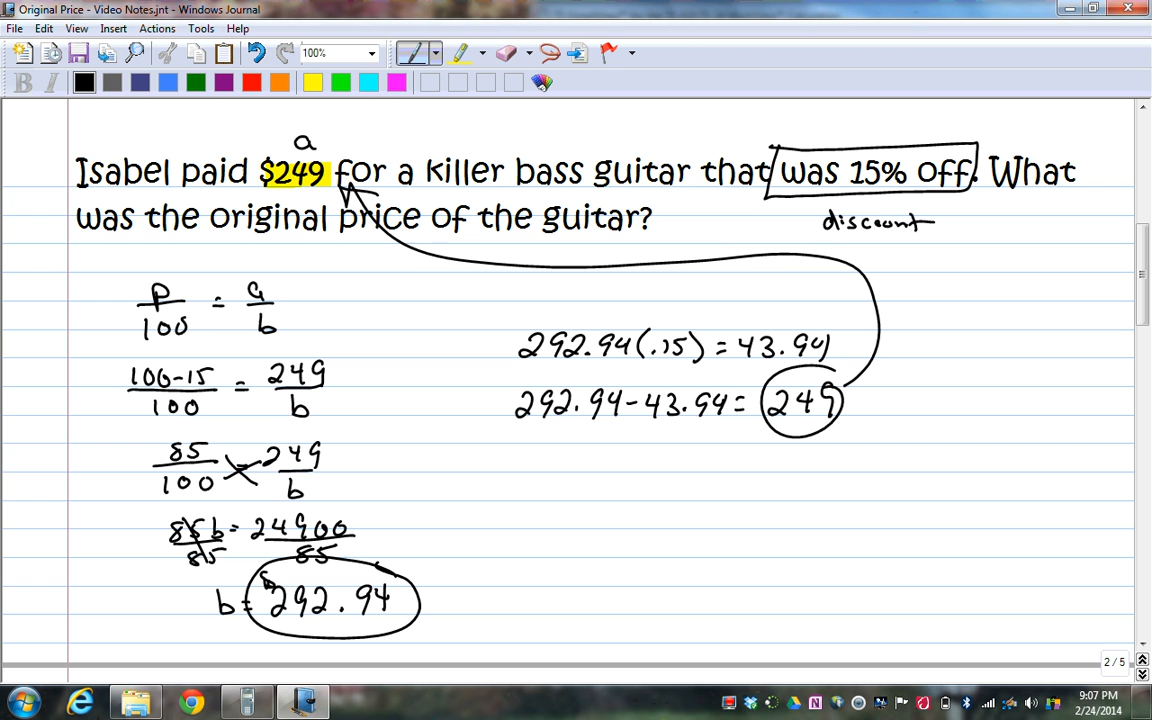 Original Price - Video Notes.jnt - Windows Journal
File Edit View Insert Actions Tools Help
100%
B I
a
Isabel paid $249 for a killer bass guitar that was 15% off. What
was the original price of the guitar?
discount
P/100 = a/b
292.94(.15) = 43.94
100-15/100 = 249/b
292.94-43.94= 249
85/100 = 249/b
85b/85 = 24900/85
b = $292.94
2 / 5
9:07 PM
2/24/2014